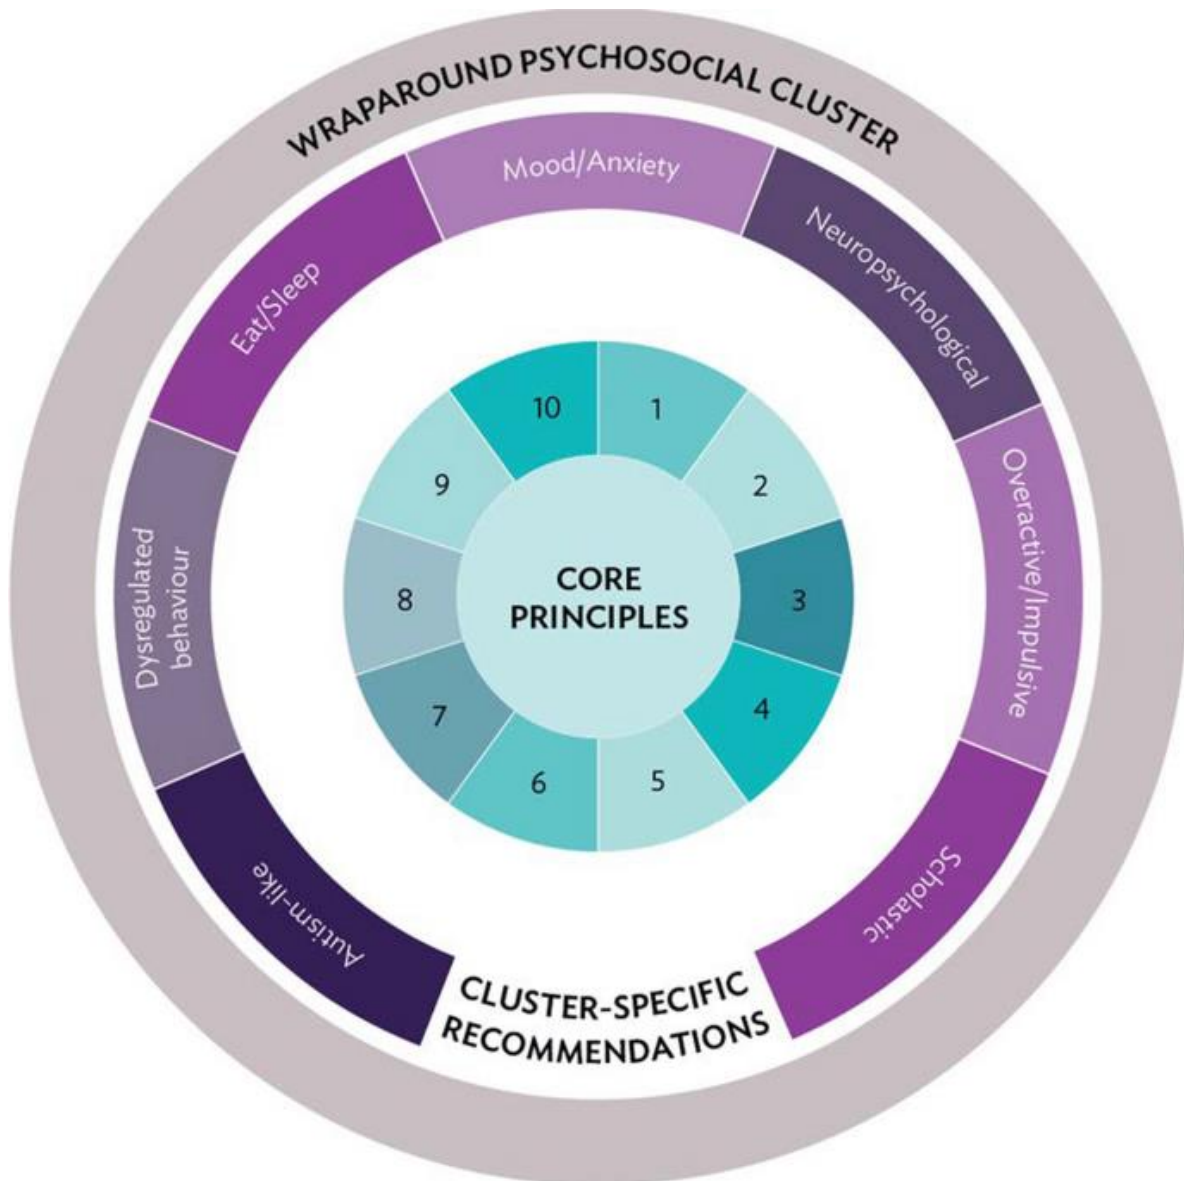 WRAPAROUND PSYCHOSOCIAL CLUSTER
Mood/Anxiety
Neuropsychological
Overactive/Impulsive
Scholastic
CLUSTER-SPECIFIC
RECOMMENDATIONS
Autism-like
Dysregulated
behaviour
Eat/Sleep
1
2
3
4
5
6
7
8
9
10
CORE
PRINCIPLES